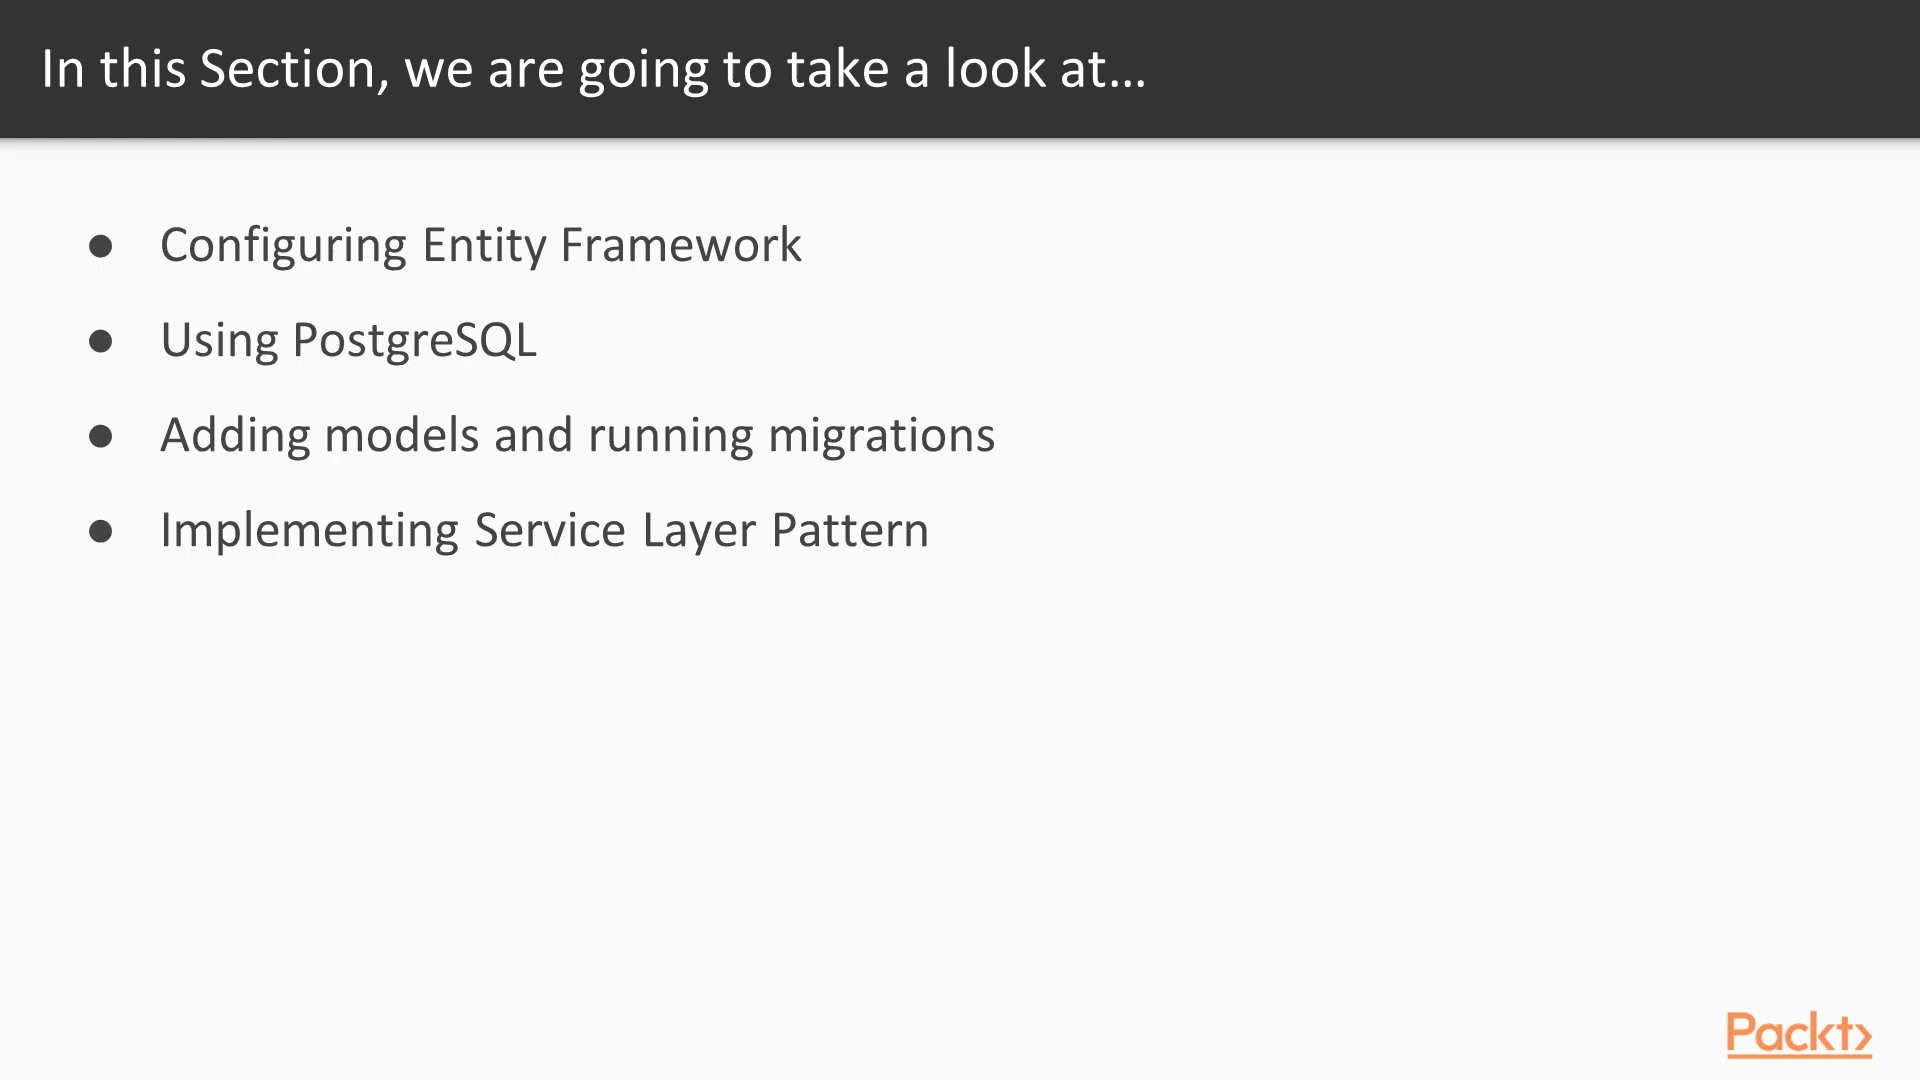 In this Section, we are going to take a look at...
● Configuring Entity Framework
● Using PostgreSQL
● Adding models and running migrations
● Implementing Service Layer Pattern
Packt>